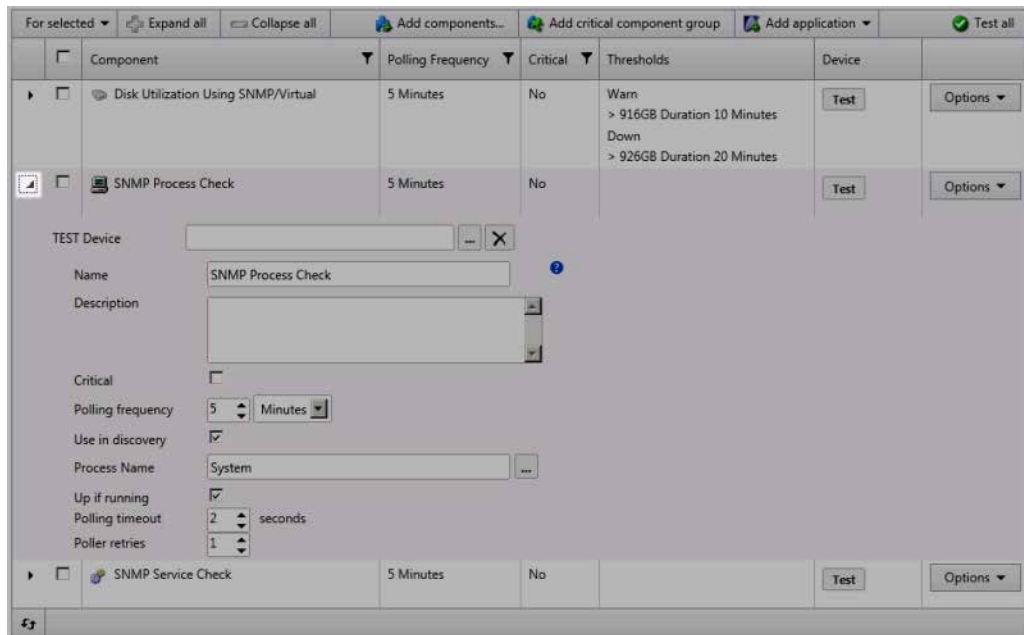 For selected Expand all Collapse all Add components... Add critical component group Add application Test all
Component Polling Frequency Critical Thresholds Device
Disk Utilization Using SNMP/Virtual 5 Minutes No Warn Test Options
> 916GB Duration 10 Minutes
Down
> 926GB Duration 20 Minutes
SNMP Process Check 5 Minutes No Test Options
TEST Device ...
Name SNMP Process Check
Description
Critical
Polling frequency 5 Minutes
Use in discovery
Process Name System ...
Up if running
Polling timeout 2 seconds
Poller retries 1
SNMP Service Check 5 Minutes No Test Options